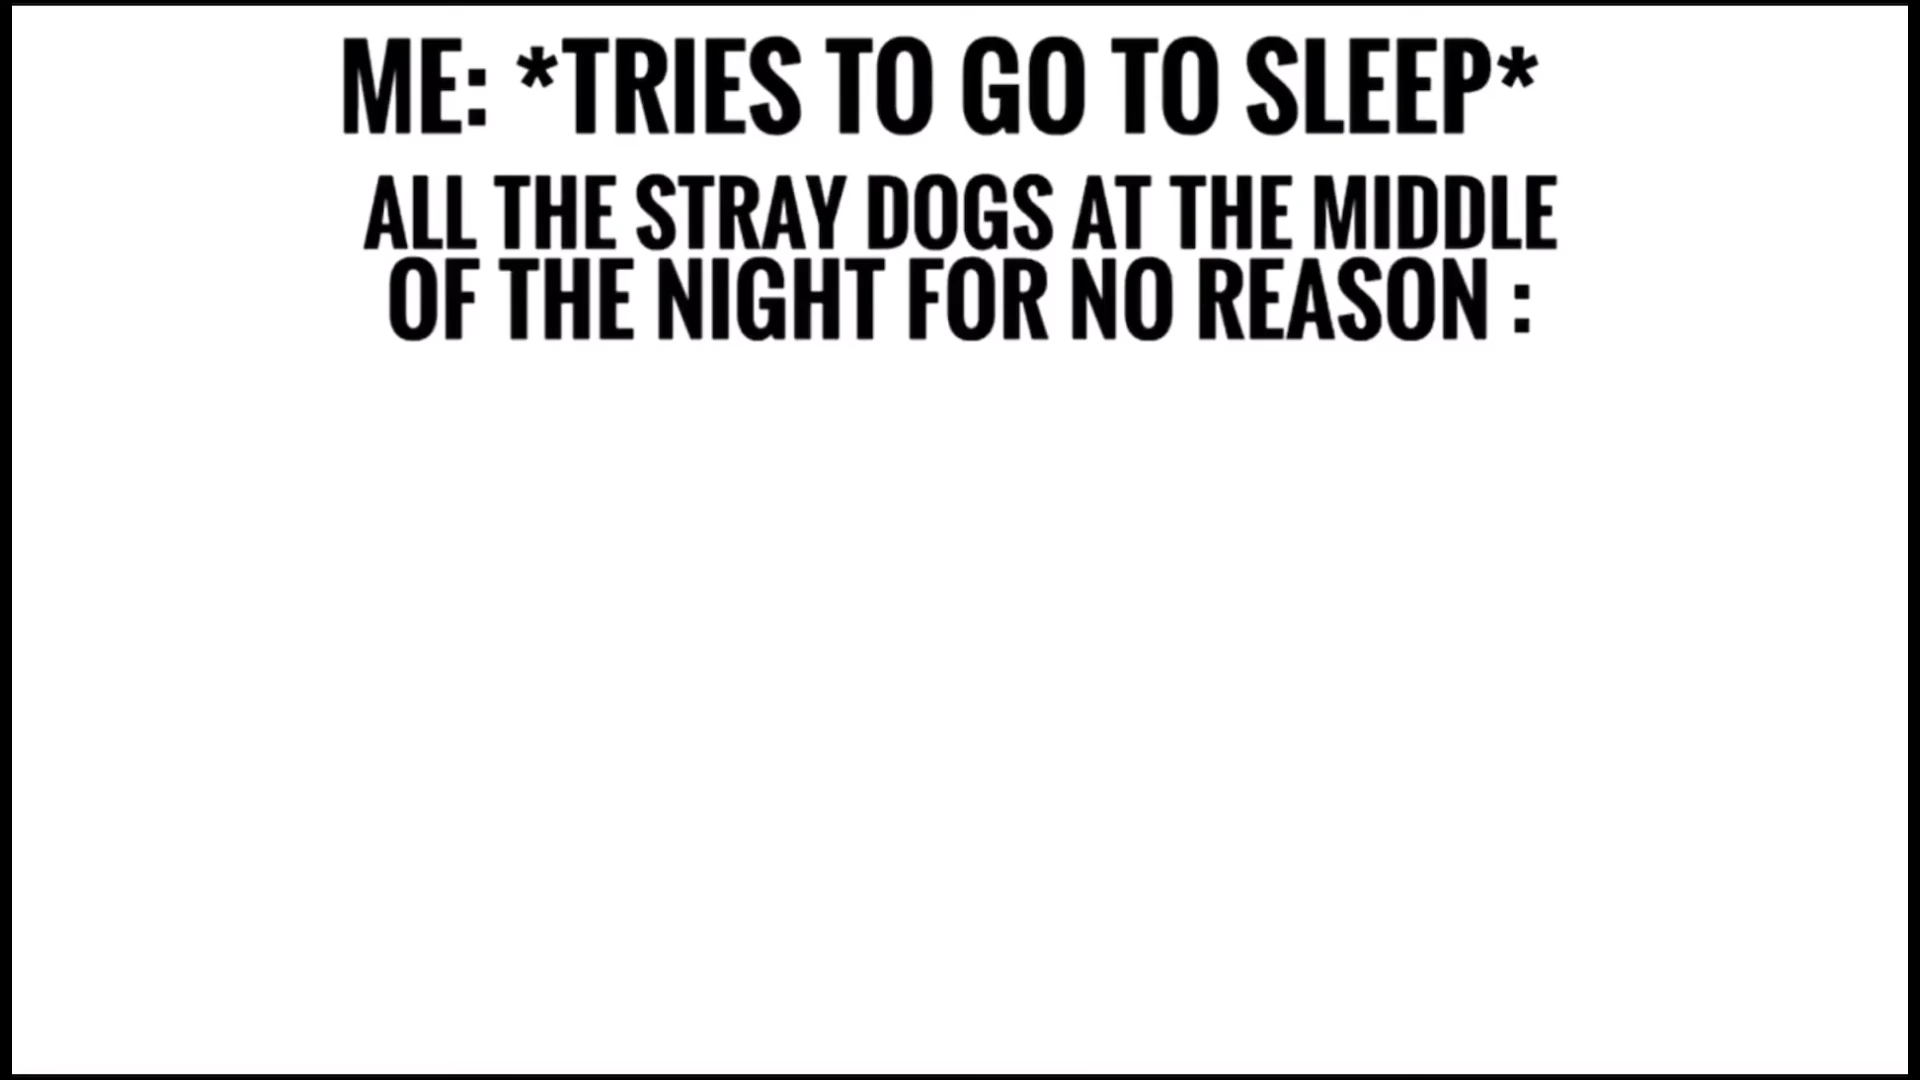 ME: *TRIES TO GO TO SLEEP*
ALL THE STRAY DOGS AT THE MIDDLE
OF THE NIGHT FOR NO REASON :